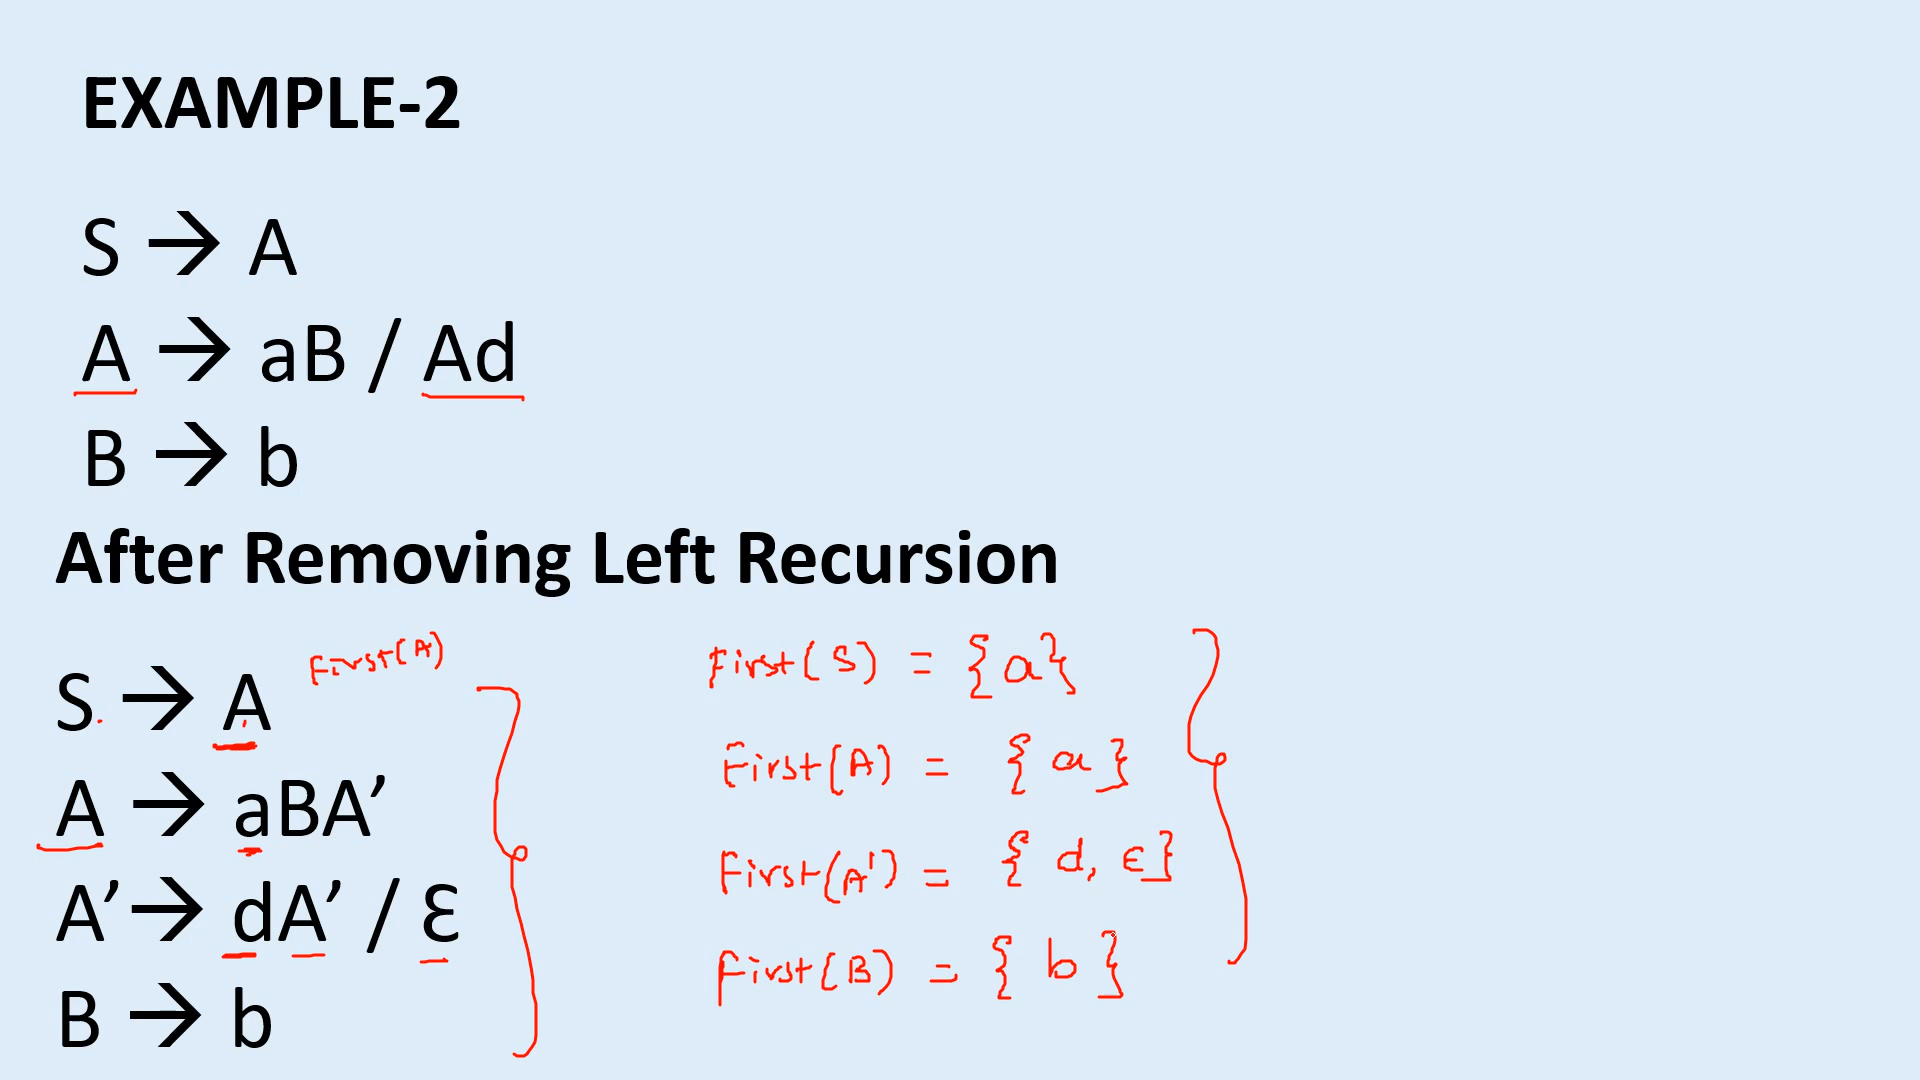 EXAMPLE-2
S → A
A → aB / Ad
B → b
After Removing Left Recursion
S → A First(A)
A → aBA’
A’→ dA’ / Ɛ
B → b
First(S) = {a}
First(A) = {a}
First(A') = {d, ε}
First(B) = {b}